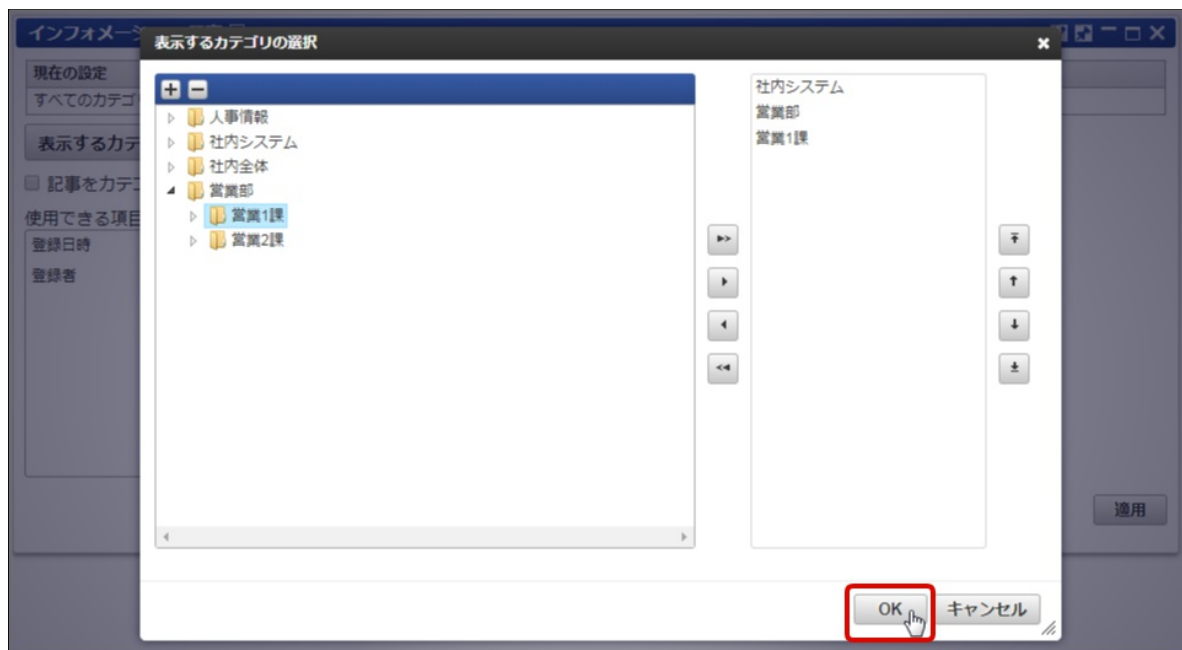 インフォメーシ
表示するカテゴリの選択
現在の設定
すべてのカテゴ
表示するカテ
記事をカテゴ
使用できる項目
登録日時
登録者
人事情報
社内システム
社内全体
営業部
営業1課
営業2課
社内システム
営業部
営業1課
適用
OK
キャンセル